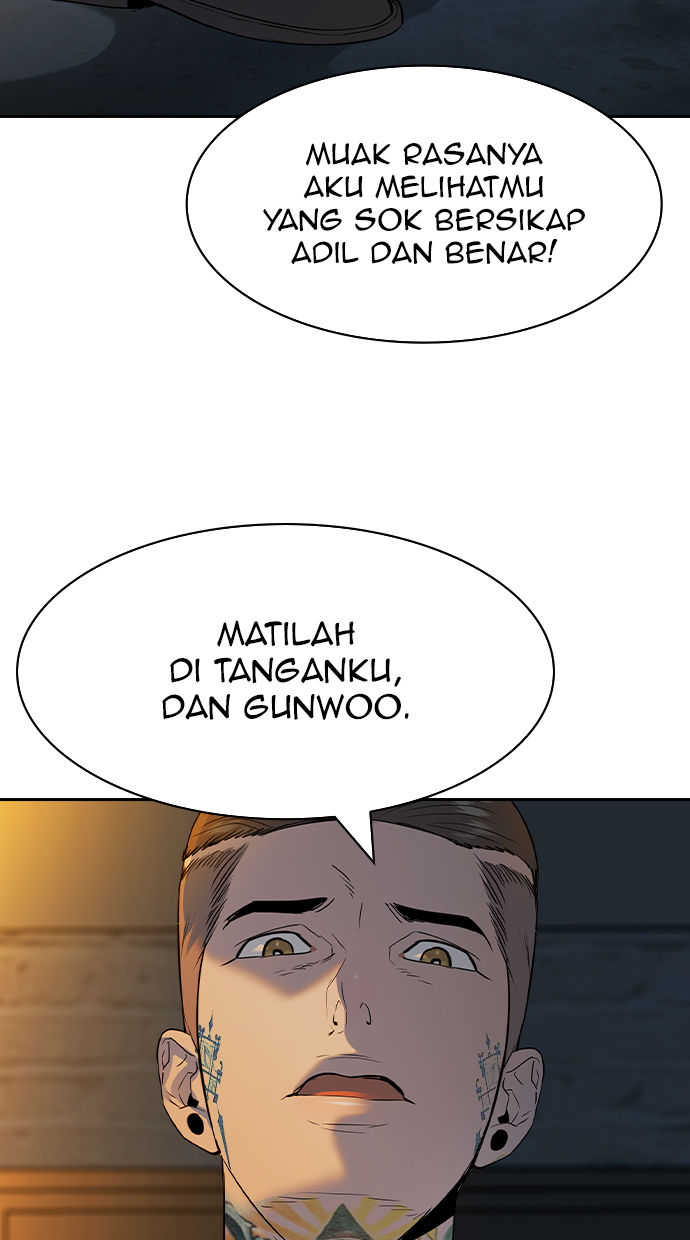 MUAK RASANYA
AKU MELIHATMU
YANG SOK BERSIKAP
ADIL DAN BENAR!
MATILAH
DI TANGANKU,
DAN GUNWOO.